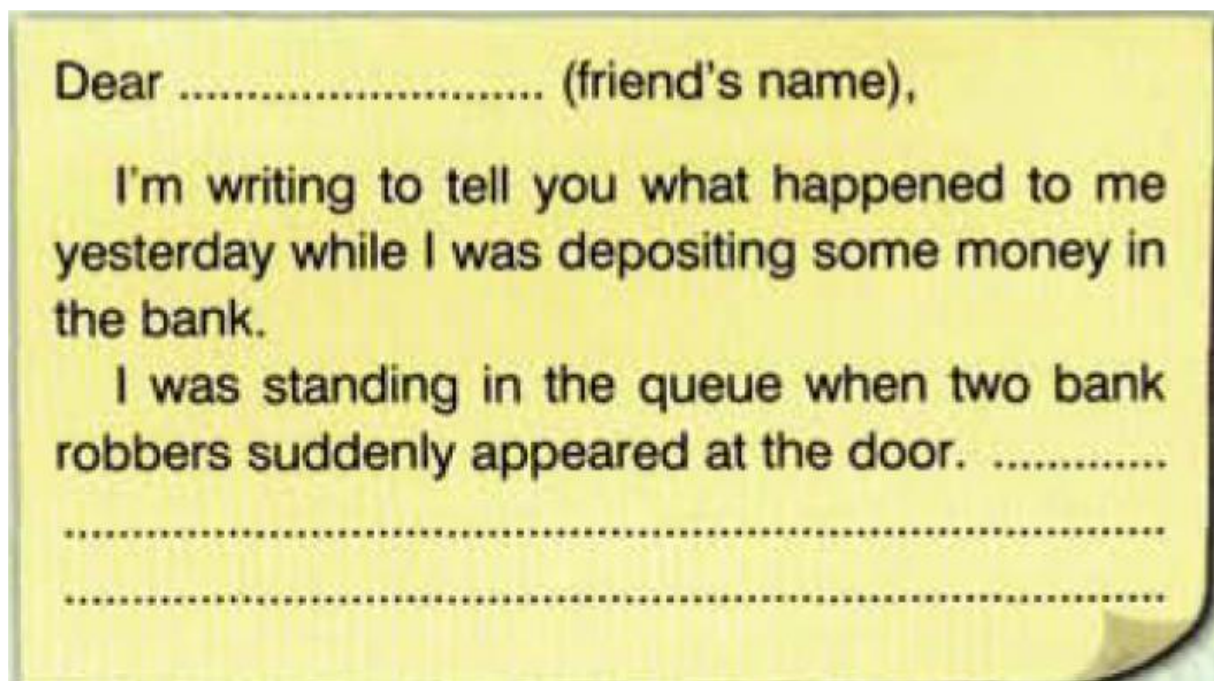 Dear ........................... (friend's name),
I'm writing to tell you what happened to me
yesterday while I was depositing some money in
the bank.
I was standing in the queue when two bank
robbers suddenly appeared at the door. .............
................................................................................
................................................................................